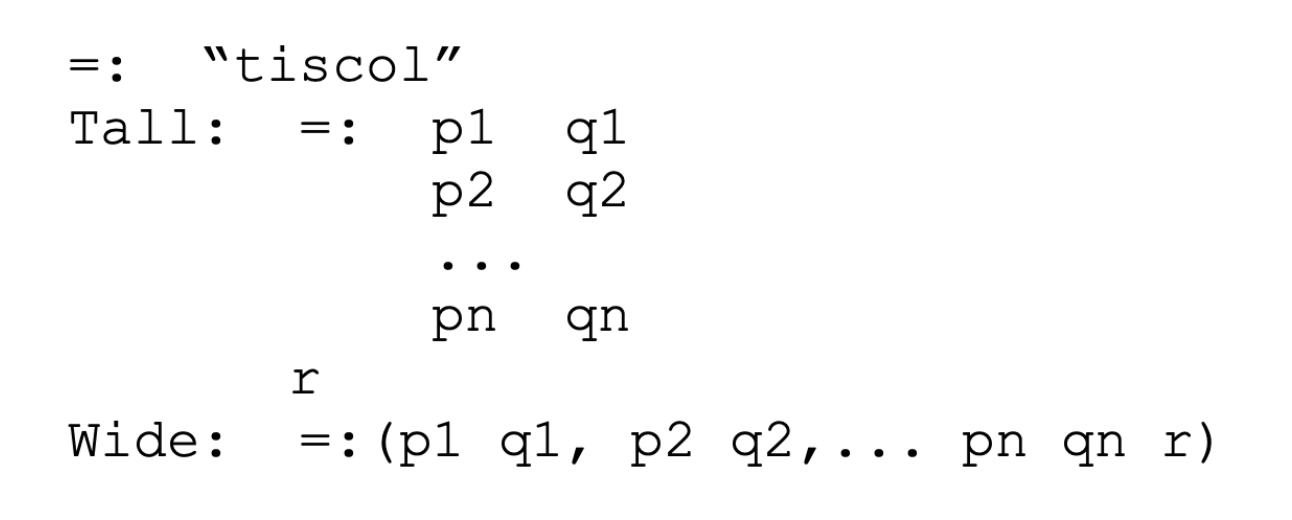 =:  “tiscol”
Tall:  =:  p1  q1
p2  q2
...
pn  qn
r
Wide:  =:(p1 q1, p2 q2,... pn qn r)